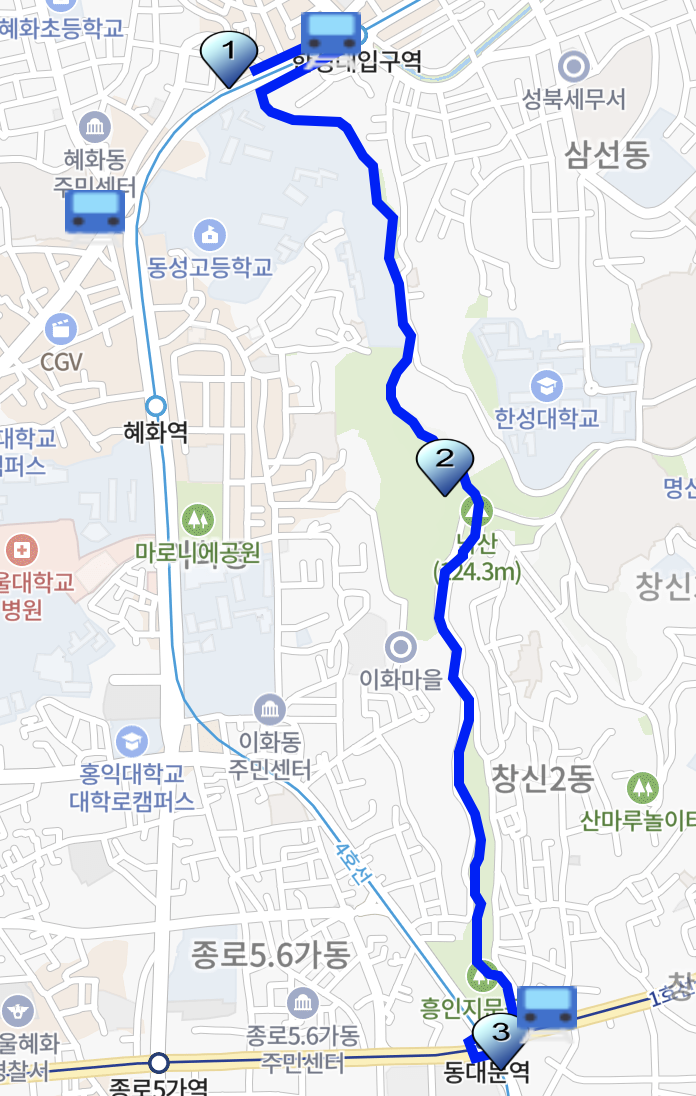 혜화초등학교
1
한성대입구역
성북세무서
혜화동
주민센터
삼선동
동성고등학교
CGV
한성대학교
혜화역
대학교
퍼스
2
명신
마로니에공원
낙산
(124.3m)
울대학교
병원
창신
이화마을
이화동
주민센터
홍익대학교
대학로캠퍼스
창신2동
산마루놀이터
4호선
종로5.6가동
흥인지문
창
1호선
울혜화
경찰서
종로5.6가동
주민센터
3
동대문역
종로5가역